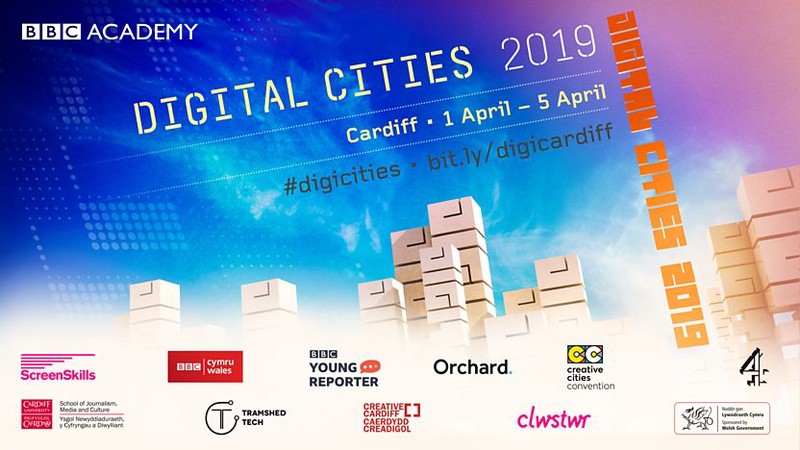 BBC ACADEMY
DIGITAL CITIES 2019
Cardiff • 1 April – 5 April
#digicities • bit.ly/digicardiff
DIGITAL CITIES 2019
ScreenSkills
BBC cymru wales
BBC
YOUNG
REPORTER
Orchard.
CC
creative
cities
convention
4
CARDIFF
UNIVERSITY
PRIFYSGOL
CAERDYDD
School of Journalism,
Media and Culture
Ysgol Newyddiaduraeth,
y Cyfryngau a Diwylliant
TRAMSHED
TECH
CREATIVE
CARDIFF
CAERDYDD
CREADIGOL
clwstwr
Noddir gan
Lywodraeth Cymru
Sponsored by
Welsh Government